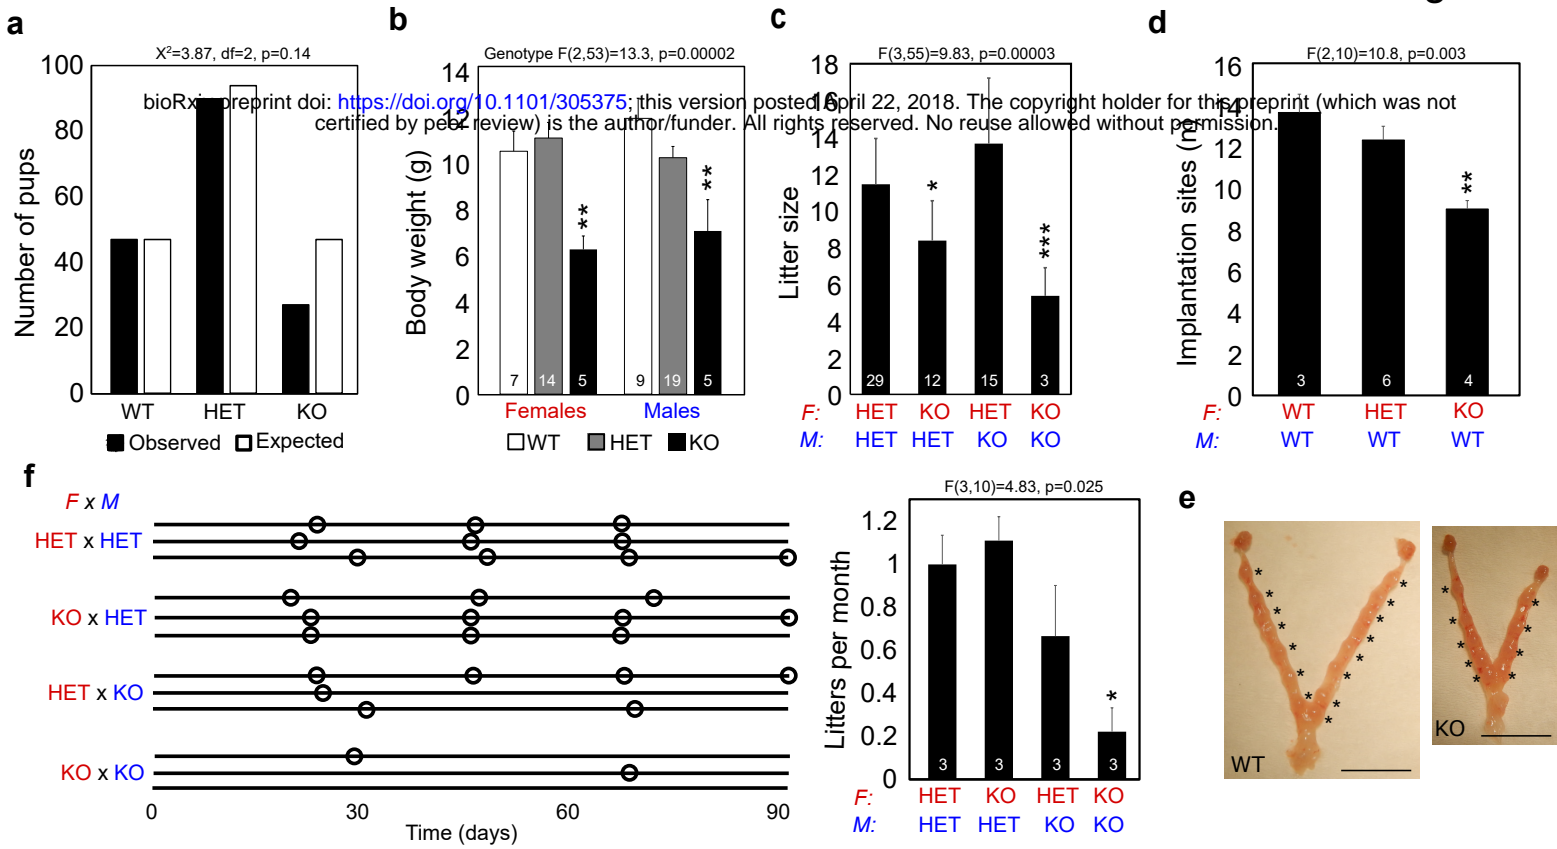 a
X²=3.87, df=2, p=0.14
Number of pups
100
80
60
40
20
0
WT HET KO
Observed Expected
b
Genotype F(2,53)=13.3, p=0.00002
Body weight (g)
14
12
10
8
6
4
2
0
** **
7 14 5 9 19 5
Females Males
WT HET KO
c
F(3,55)=9.83, p=0.00003
Litter size
18
16
14
12
10
8
6
4
2
0
* ***
29 12 15 3
F: HET KO HET KO
M: HET HET KO KO
d
F(2,10)=10.8, p=0.003
Implantation sites (n)
16
14
12
10
8
6
4
2
0
**
3 6 4
F: WT HET KO
M: WT WT WT
bioRxiv preprint doi: https://doi.org/10.1101/305375; this version posted April 22, 2018. The copyright holder for this preprint (which was not
certified by peer review) is the author/funder. All rights reserved. No reuse allowed without permission.
f
F x M
HET x HET
KO x HET
HET x KO
KO x KO
0 30 60 90
Time (days)
F(3,10)=4.83, p=0.025
Litters per month
1.2
1
0.8
0.6
0.4
0.2
0
*
3 3 3 3
F: HET KO HET KO
M: HET HET KO KO
e
WT
KO